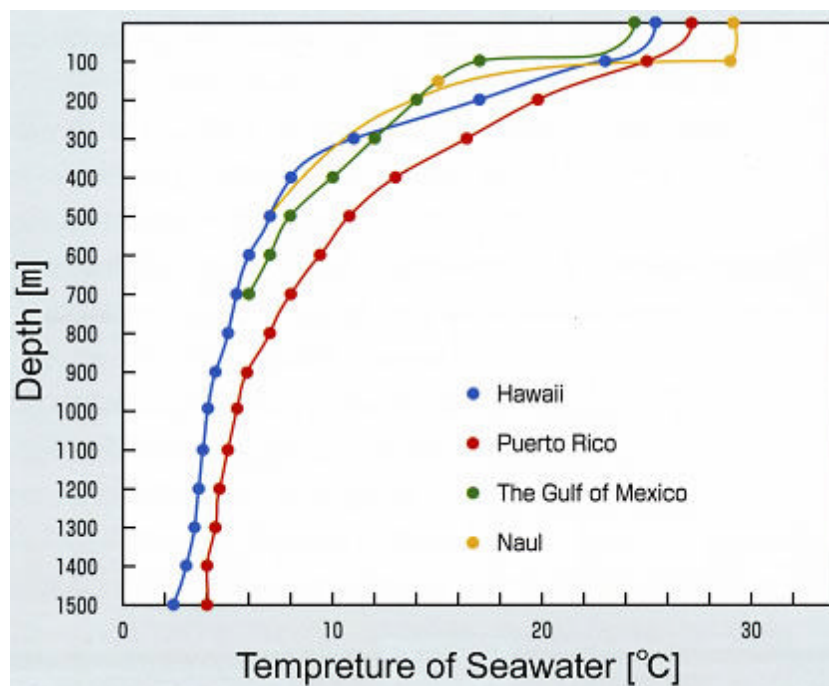 100
200
300
400
500
600
700
800
900
1000
1100
1200
1300
1400
1500
Depth [m]
Hawaii
Puerto Rico
The Gulf of Mexico
Naul
0 10 20 30
Tempreture of Seawater [℃]